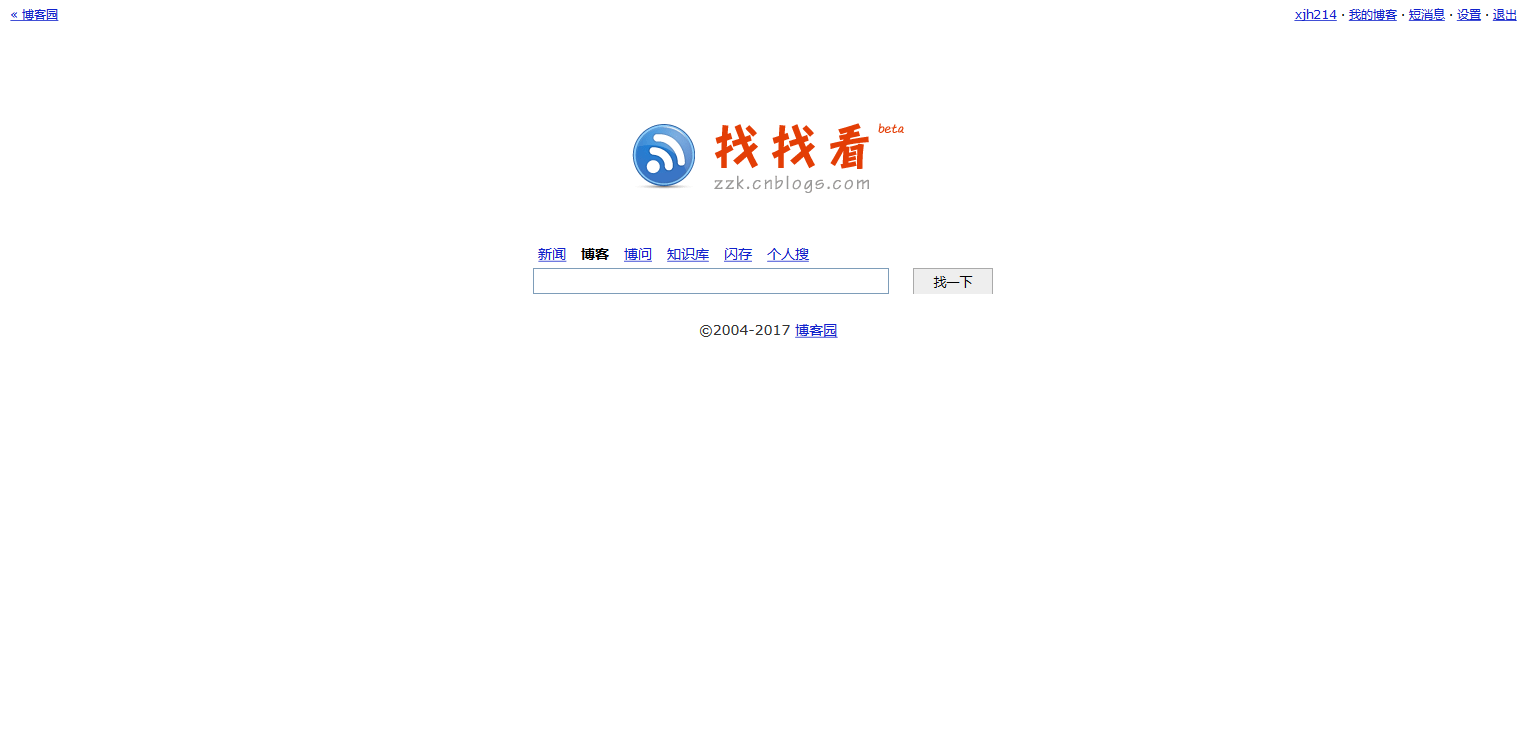 « 博客园
xjh214 · 我的博客 · 短消息 · 设置 · 退出
找找看 beta
zzk.cnblogs.com
新闻 博客 博问 知识库 闪存 个人搜
找一下
©2004-2017 博客园